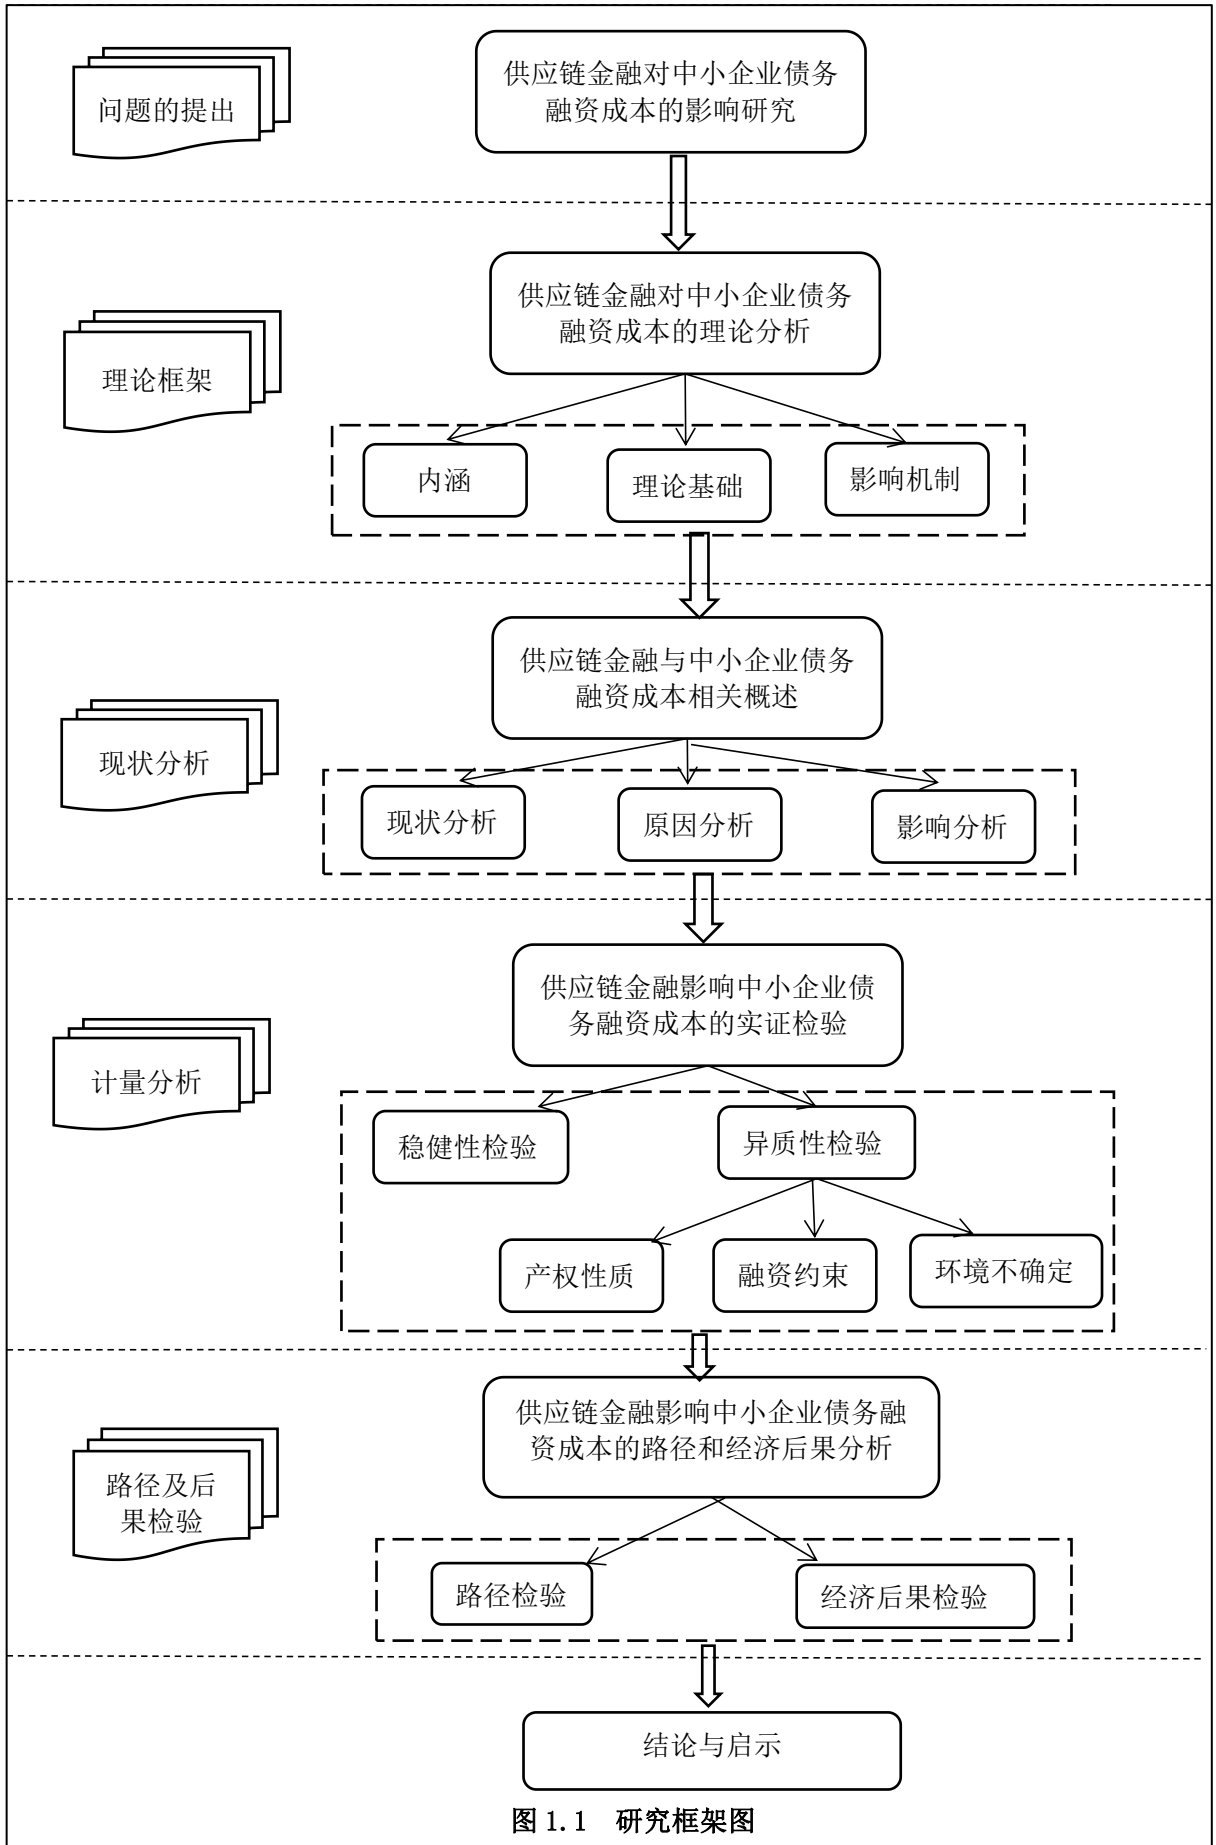 问题的提出
供应链金融对中小企业债务
融资成本的影响研究
理论框架
供应链金融对中小企业债务
融资成本的理论分析
内涵
理论基础
影响机制
现状分析
供应链金融与中小企业债务
融资成本相关概述
现状分析
原因分析
影响分析
计量分析
供应链金融影响中小企业债
务融资成本的实证检验
稳健性检验
异质性检验
产权性质
融资约束
环境不确定
路径及后
果检验
供应链金融影响中小企业债务融
资成本的路径和经济后果分析
路径检验
经济后果检验
结论与启示
图 1.1 研究框架图